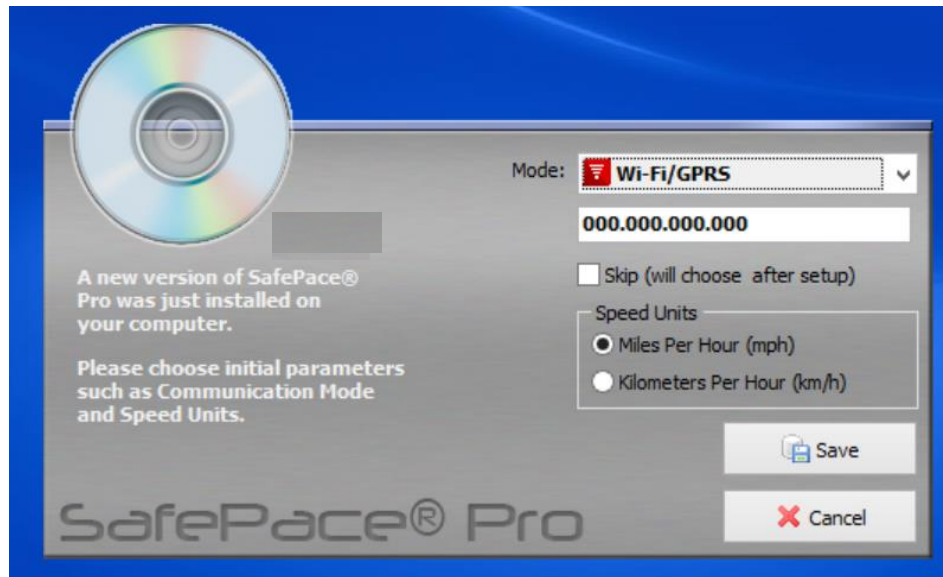 Mode:
Wi-Fi/GPRS
000.000.000.000
Skip (will choose after setup)
Speed Units
Miles Per Hour (mph)
Kilometers Per Hour (km/h)
A new version of SafePace®
Pro was just installed on
your computer.
Please choose initial parameters
such as Communication Mode
and Speed Units.
Save
Cancel
SafePace® Pro